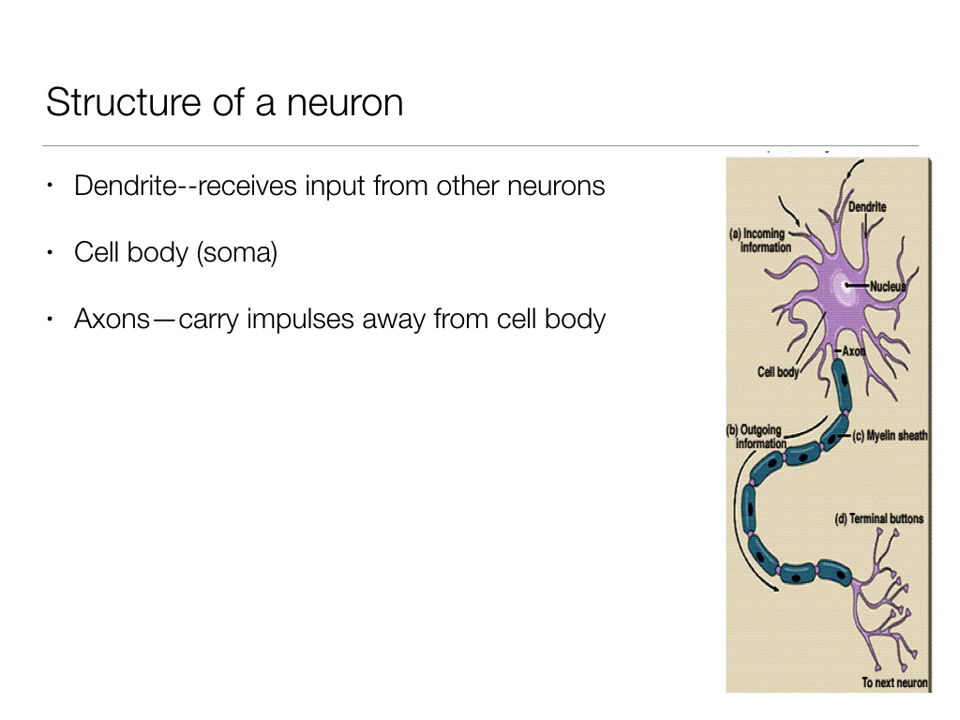 Structure of a neuron
• Dendrite--receives input from other neurons
• Cell body (soma)
• Axons—carry impulses away from cell body
Dendrite
(a) Incoming
information
Nucleus
Axon
Cell body
(b) Outgoing
information
(c) Myelin sheath
(d) Terminal buttons
To next neuron